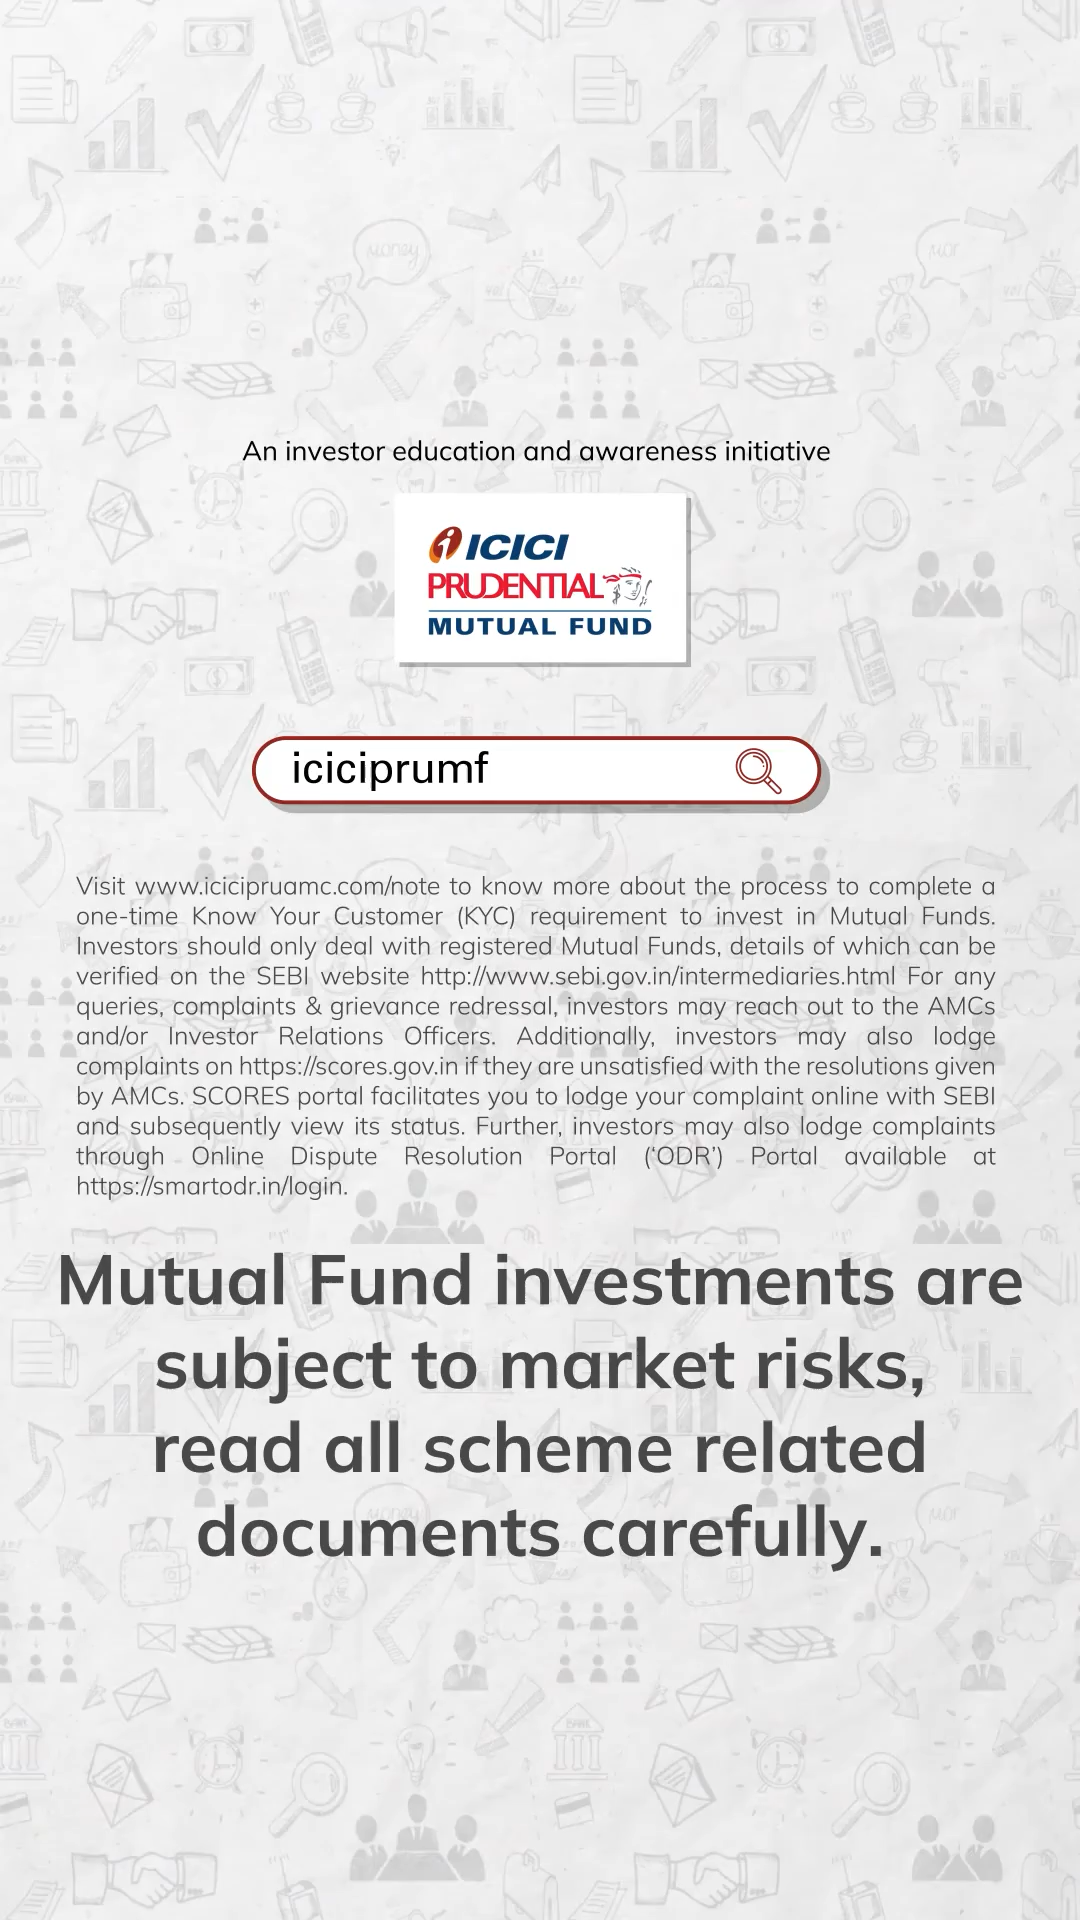 An investor education and awareness initiative
ICICI
PRUDENTIAL
MUTUAL FUND
iciciprumf
Visit www.icicipruamc.com/note to know more about the process to complete a
one-time Know Your Customer (KYC) requirement to invest in Mutual Funds.
Investors should only deal with registered Mutual Funds, details of which can be
verified on the SEBI website http://www.sebi.gov.in/intermediaries.html For any
queries, complaints & grievance redressal, investors may reach out to the AMCs
and/or Investor Relations Officers. Additionally, investors may also lodge
complaints on https://scores.gov.in if they are unsatisfied with the resolutions given
by AMCs. SCORES portal facilitates you to lodge your complaint online with SEBI
and subsequently view its status. Further, investors may also lodge complaints
through Online Dispute Resolution Portal (‘ODR’) Portal available at
https://smartodr.in/login.
Mutual Fund investments are
subject to market risks,
read all scheme related
documents carefully.